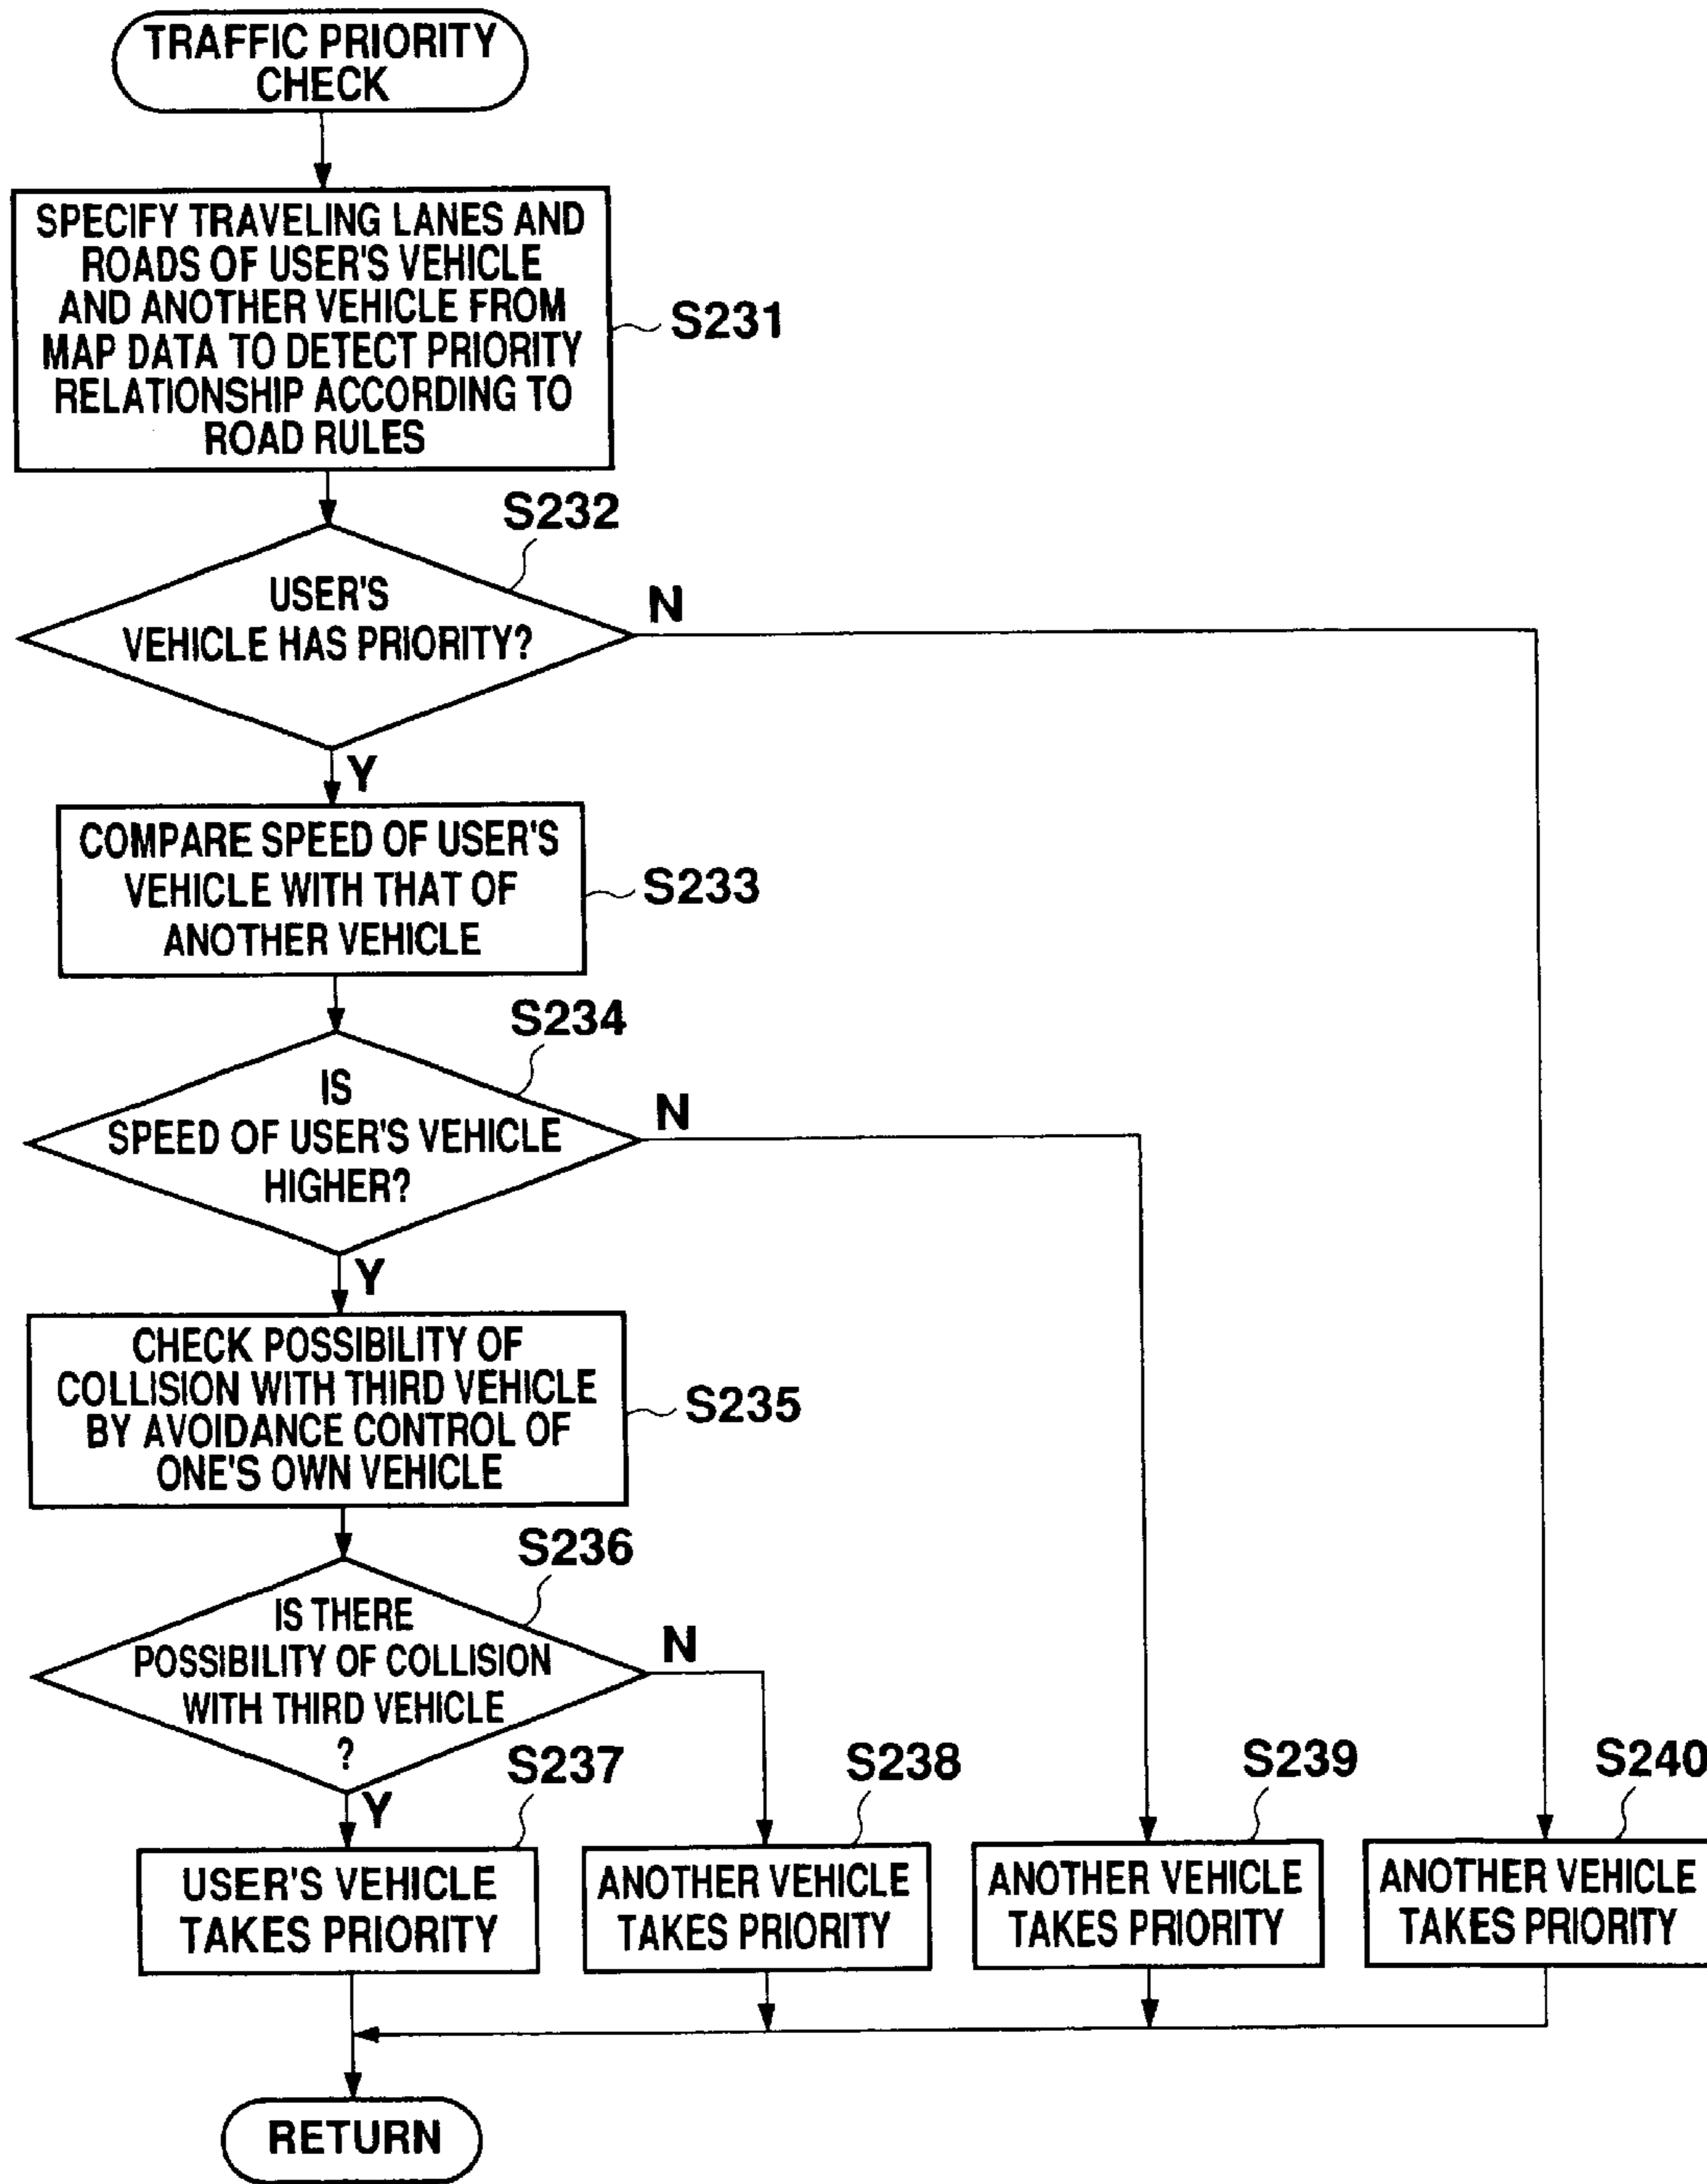 TRAFFIC PRIORITY
CHECK
SPECIFY TRAVELING LANES AND
ROADS OF USER'S VEHICLE
AND ANOTHER VEHICLE FROM
MAP DATA TO DETECT PRIORITY
RELATIONSHIP ACCORDING TO
ROAD RULES
S231
S232
USER'S
VEHICLE HAS PRIORITY?
N
Y
COMPARE SPEED OF USER'S
VEHICLE WITH THAT OF
ANOTHER VEHICLE
S233
S234
IS
SPEED OF USER'S VEHICLE
HIGHER?
N
Y
CHECK POSSIBILITY OF
COLLISION WITH THIRD VEHICLE
BY AVOIDANCE CONTROL OF
ONE'S OWN VEHICLE
S235
S236
IS THERE
POSSIBILITY OF COLLISION
WITH THIRD VEHICLE
?
N
Y
S237
USER'S VEHICLE
TAKES PRIORITY
S238
ANOTHER VEHICLE
TAKES PRIORITY
S239
ANOTHER VEHICLE
TAKES PRIORITY
S240
ANOTHER VEHICLE
TAKES PRIORITY
RETURN